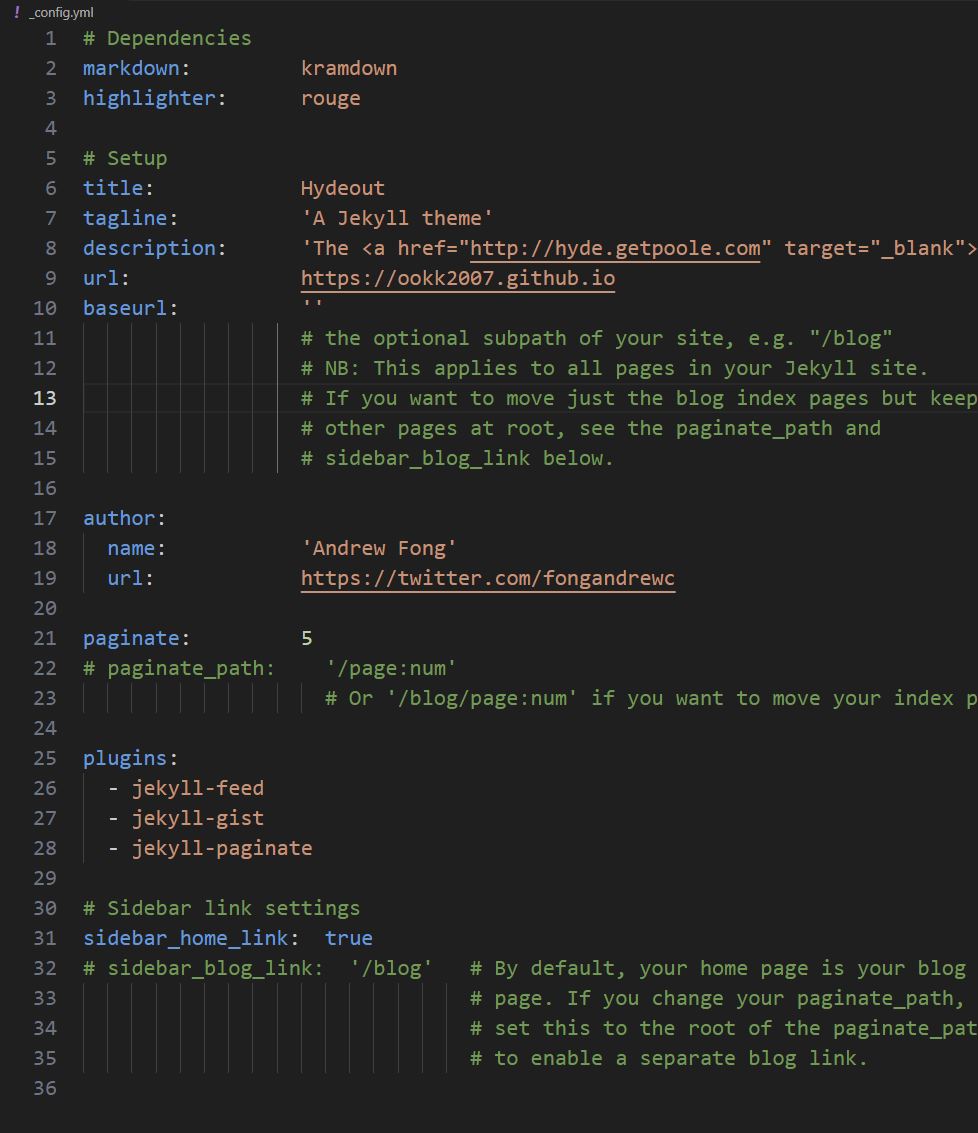 ! _config.yml
1 # Dependencies
2 markdown: kramdown
3 highlighter: rouge
4
5 # Setup
6 title: Hydeout
7 tagline: 'A Jekyll theme'
8 description: 'The <a href="http://hyde.getpoole.com" target="_blank">
9 url: https://ookk2007.github.io
10 baseurl: ''
11 # the optional subpath of your site, e.g. "/blog"
12 # NB: This applies to all pages in your Jekyll site.
13 # If you want to move just the blog index pages but keep
14 # other pages at root, see the paginate_path and
15 # sidebar_blog_link below.
16
17 author:
18 name: 'Andrew Fong'
19 url: https://twitter.com/fongandrewc
20
21 paginate: 5
22 # paginate_path: '/page:num'
23 # Or '/blog/page:num' if you want to move your index p
24
25 plugins:
26 - jekyll-feed
27 - jekyll-gist
28 - jekyll-paginate
29
30 # Sidebar link settings
31 sidebar_home_link: true
32 # sidebar_blog_link: '/blog' # By default, your home page is your blog
33 # page. If you change your paginate_path,
34 # set this to the root of the paginate_pat
35 # to enable a separate blog link.
36